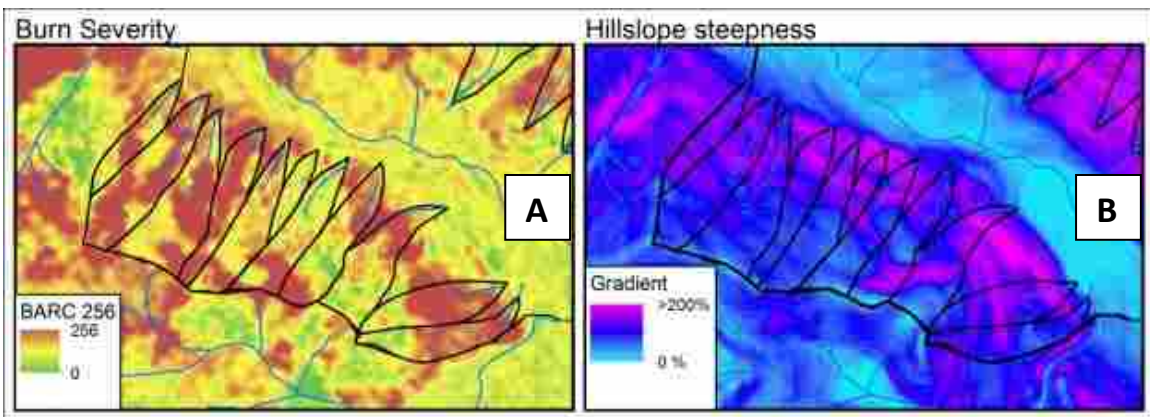 Burn Severity
A
BARC 256
256
0
Hillslope steepness
B
Gradient
>200%
0 %